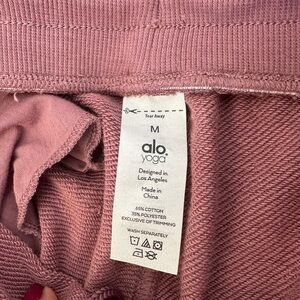 Tear Away
M
alo
yoga
Designed in
Los Angeles
Made in
China
65% COTTON
35% POLYESTER
EXCLUSIVE OF TRIMMING
WASH SEPARATELY